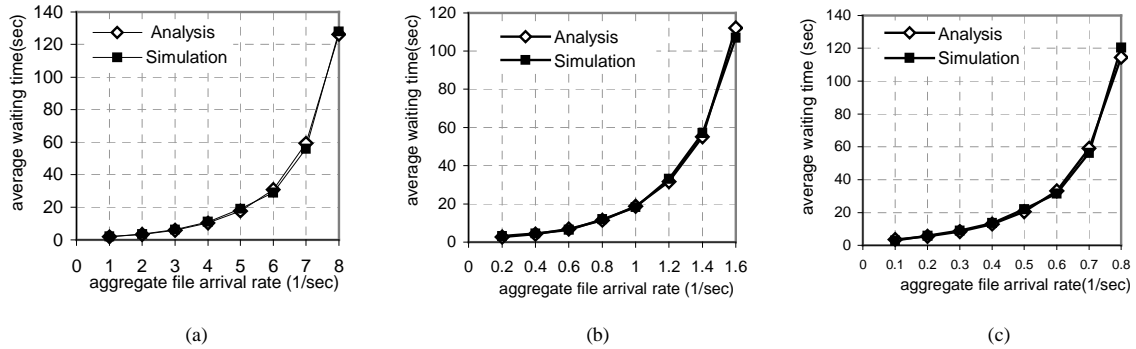 140
120
100
80
60
40
20
0
average waiting time(sec)
Analysis
Simulation
0 1 2 3 4 5 6 7 8
aggregate file arrival rate (1/sec)
(a)
120
100
80
60
40
20
0
average waiting time(sec)
Analysis
Simulation
0 0.2 0.4 0.6 0.8 1 1.2 1.4 1.6
aggregate file arrival rate (1/sec)
(b)
140
120
100
80
60
40
20
0
average waiting time (sec)
Analysis
Simulation
0 0.1 0.2 0.3 0.4 0.5 0.6 0.7 0.8
aggregate file arrival rate(1/sec)
(c)